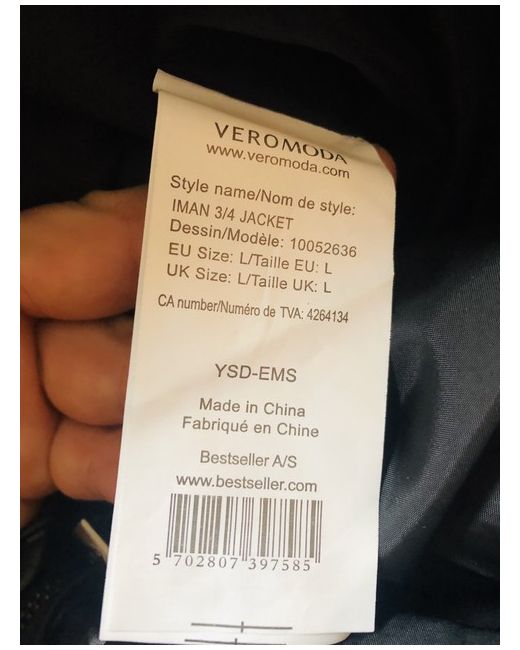 VERO MODA
www.veromoda.com
Style name/Nom de style:
IMAN 3/4 JACKET
Dessin/Modèle: 10052636
EU Size: L/Taille EU: L
UK Size: L/Taille UK: L
CA number/Numéro de TVA: 4264134
YSD-EMS
Made in China
Fabriqué en Chine
Bestseller A/S
www.bestseller.com
5 702807 397585